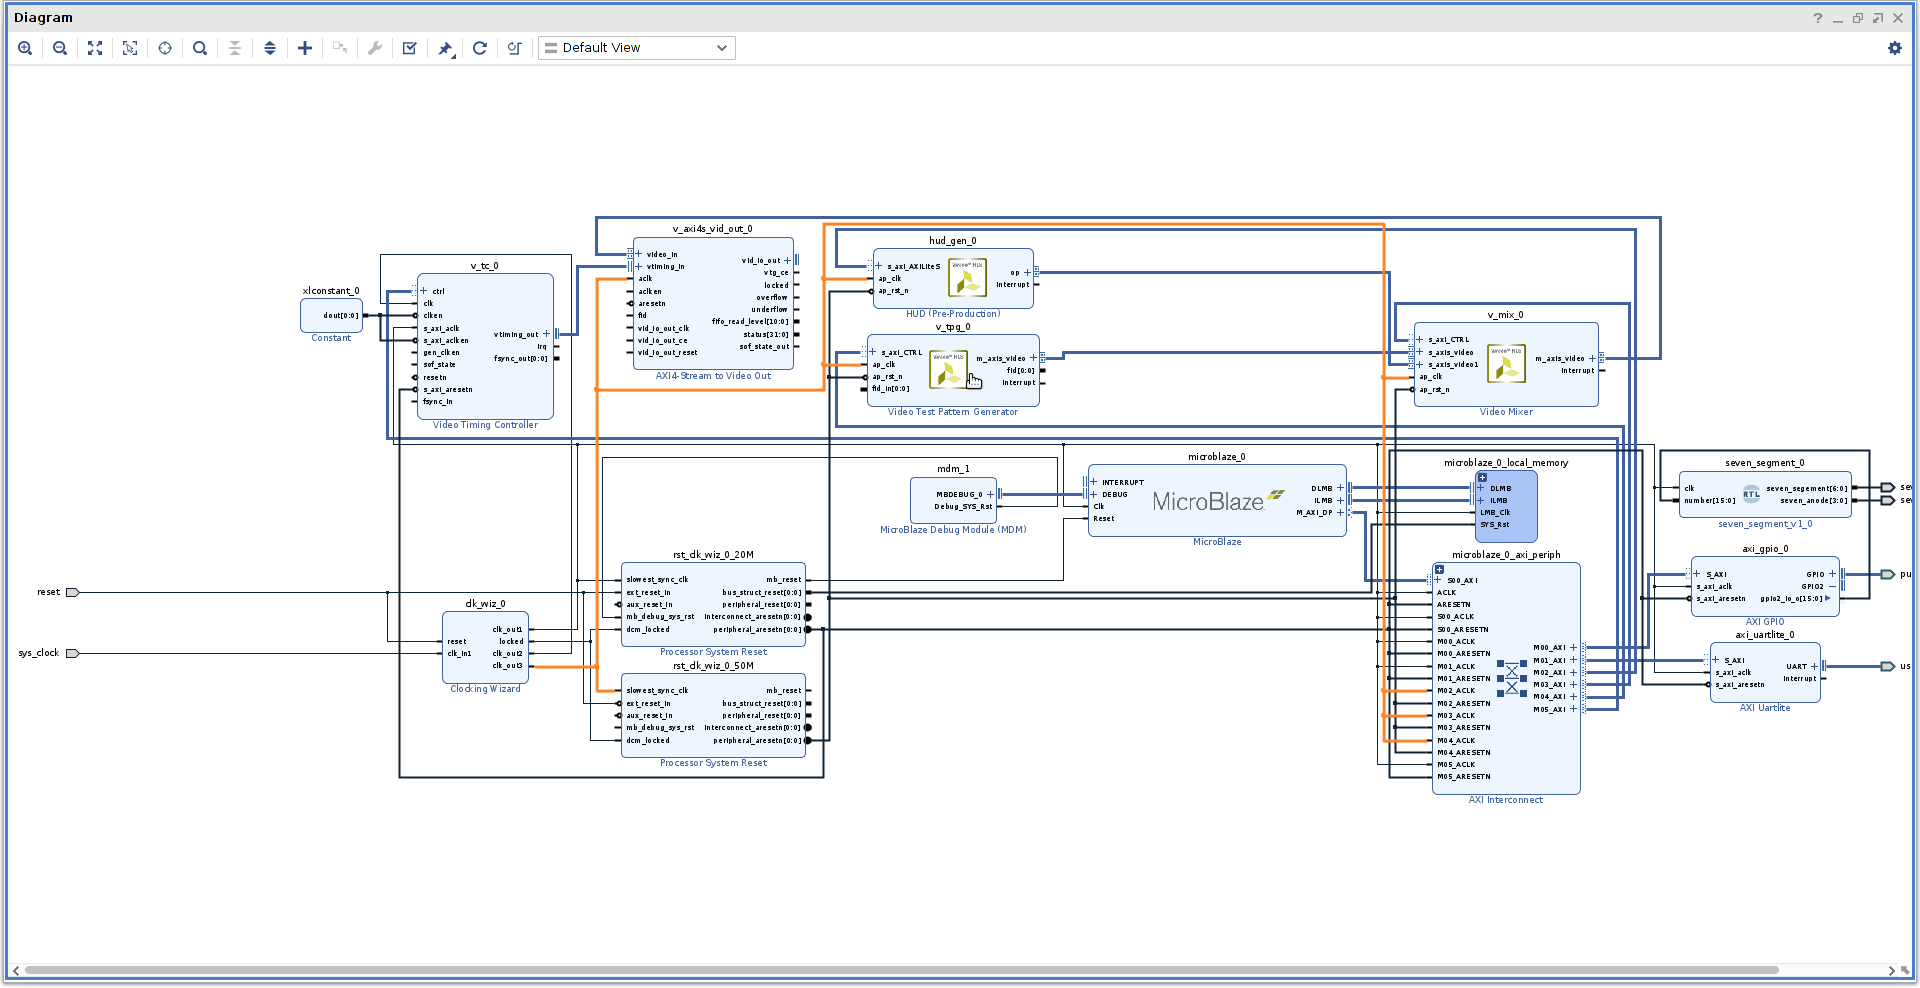 Diagram
Default View
v_axi4s_vid_out_0
video_in
vtiming_in
aclk
aclken
aresetn
fid
vid_io_out_clk
vid_io_out_ce
vid_io_out_reset
vid_io_out
vtg_ce
locked
overflow
underflow
fifo_read_level[10:0]
status[31:0]
sof_state_out
AXI4-Stream to Video Out
hud_gen_0
s_axi_AXILiteS
ap_clk
ap_rst_n
op
interrupt
HUD (Pre-Production)
v_tc_0
ctrl
clk
clken
s_axi_aclk
s_axi_aclken
gen_clken
sof_state
resetn
s_axi_aresetn
fsync_in
vtiming_out
irq
fsync_out[0:0]
Video Timing Controller
xlconstant_0
dout[0:0]
Constant
v_tpg_0
s_axi_CTRL
ap_clk
ap_rst_n
fid_in[0:0]
m_axis_video
fid[0:0]
interrupt
Video Test Pattern Generator
v_mix_0
s_axi_CTRL
s_axis_video
s_axis_video1
ap_clk
ap_rst_n
m_axis_video
interrupt
Video Mixer
mdm_1
MBDEBUG_0
Debug_SYS_Rst
MicroBlaze Debug Module (MDM)
microblaze_0
INTERRUPT
DEBUG
Clk
Reset
MicroBlaze
DLMB
ILMB
M_AXI_DP
MicroBlaze
microblaze_0_local_memory
DLMB
ILMB
LMB_Clk
SYS_Rst
seven_segment_0
clk
number[15:0]
RTL
seven_segement[6:0]
seven_anode[3:0]
seven_segment_v1_0
axi_gpio_0
S_AXI
s_axi_aclk
s_axi_aresetn
GPIO
GPIO2
gpio2_io_o[15:0]
AXI GPIO
axi_uartlite_0
S_AXI
s_axi_aclk
s_axi_aresetn
UART
interrupt
AXI Uartlite
se
se
pu
us
reset
sys_clock
clk_wiz_0
reset
clk_in1
clk_out1
locked
clk_out2
clk_out3
Clocking Wizard
rst_clk_wiz_0_20M
slowest_sync_clk
ext_reset_in
aux_reset_in
mb_debug_sys_rst
dcm_locked
mb_reset
bus_struct_reset[0:0]
peripheral_reset[0:0]
interconnect_aresetn[0:0]
peripheral_aresetn[0:0]
Processor System Reset
rst_clk_wiz_0_50M
slowest_sync_clk
ext_reset_in
aux_reset_in
mb_debug_sys_rst
dcm_locked
mb_reset
bus_struct_reset[0:0]
peripheral_reset[0:0]
interconnect_aresetn[0:0]
peripheral_aresetn[0:0]
Processor System Reset
microblaze_0_axi_periph
S00_AXI
ACLK
ARESETN
S00_ACLK
S00_ARESETN
M00_ACLK
M00_ARESETN
M01_ACLK
M01_ARESETN
M02_ACLK
M02_ARESETN
M03_ACLK
M03_ARESETN
M04_ACLK
M04_ARESETN
M05_ACLK
M05_ARESETN
M00_AXI
M01_AXI
M02_AXI
M03_AXI
M04_AXI
M05_AXI
AXI Interconnect